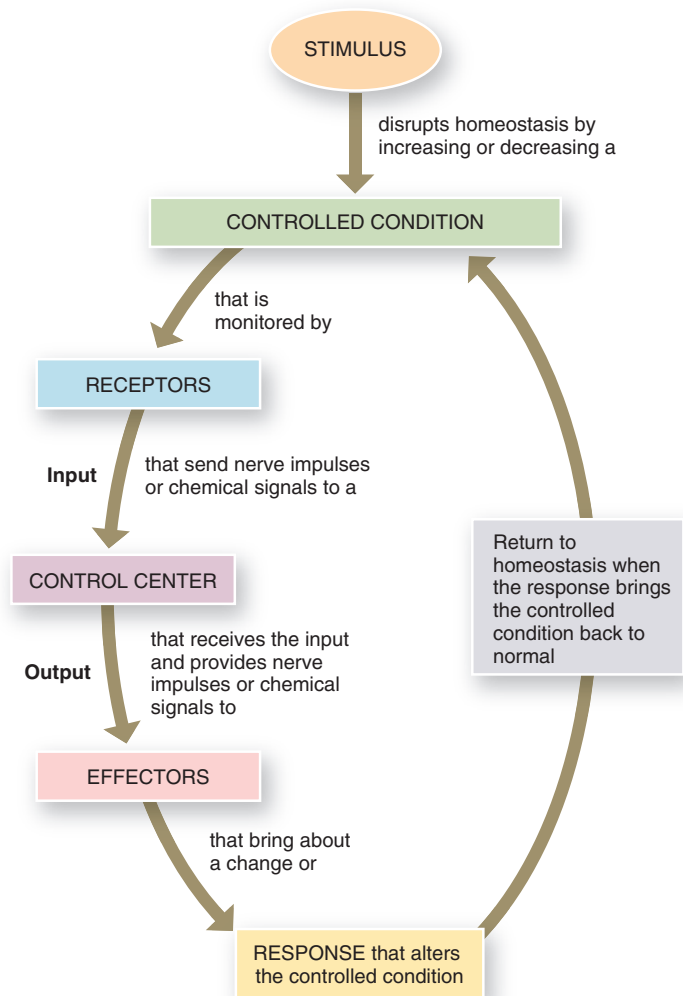 STIMULUS
disrupts homeostasis by
increasing or decreasing a
CONTROLLED CONDITION
that is
monitored by
RECEPTORS
Input
that send nerve impulses
or chemical signals to a
CONTROL CENTER
Output
that receives the input
and provides nerve
impulses or chemical
signals to
EFFECTORS
that bring about
a change or
RESPONSE that alters
the controlled condition
Return to
homeostasis when
the response brings
the controlled
condition back to
normal